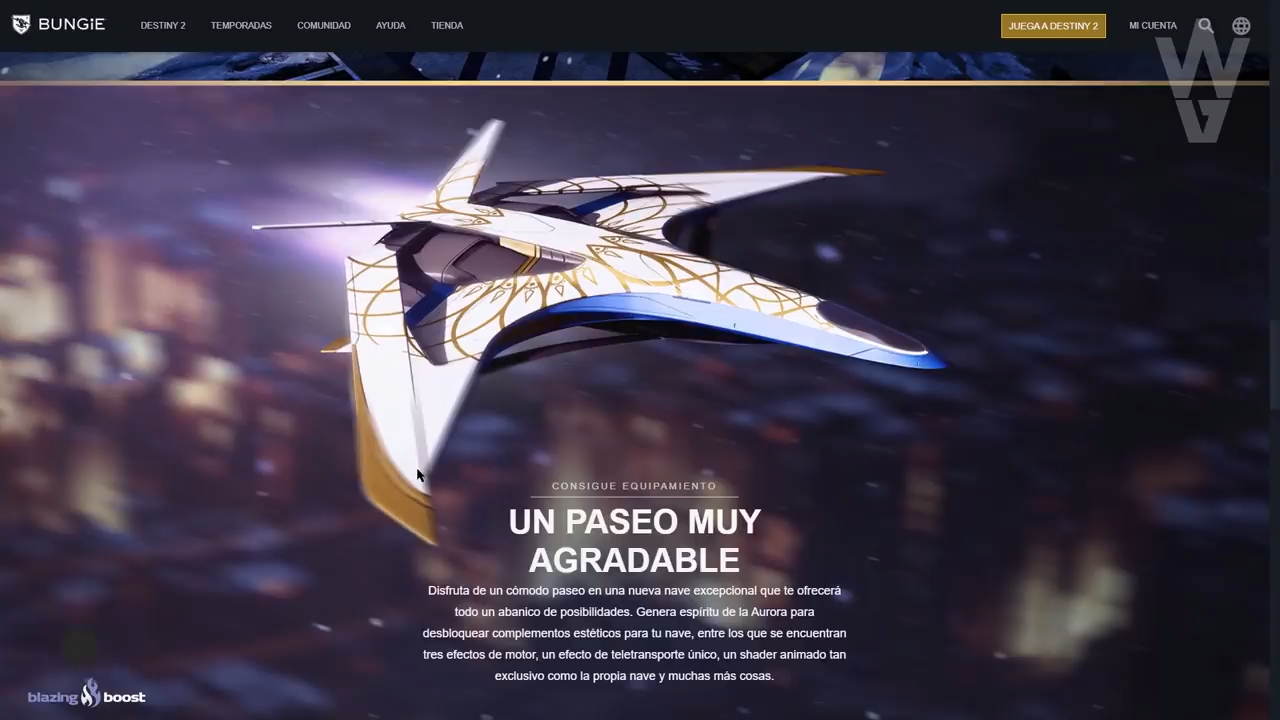 BUNGiE
DESTINY 2 TEMPORADAS COMUNIDAD AYUDA TIENDA
JUEGA A DESTINY 2 MI CUENTA
WG
CONSIGUE EQUIPAMIENTO
UN PASEO MUY
AGRADABLE
Disfruta de un cómodo paseo en una nueva nave excepcional que te ofrecerá
todo un abanico de posibilidades. Genera espíritu de la Aurora para
desbloquear complementos estéticos para tu nave, entre los que se encuentran
tres efectos de motor, un efecto de teletransporte único, un shader animado tan
exclusivo como la propia nave y muchas más cosas.
blazing boost